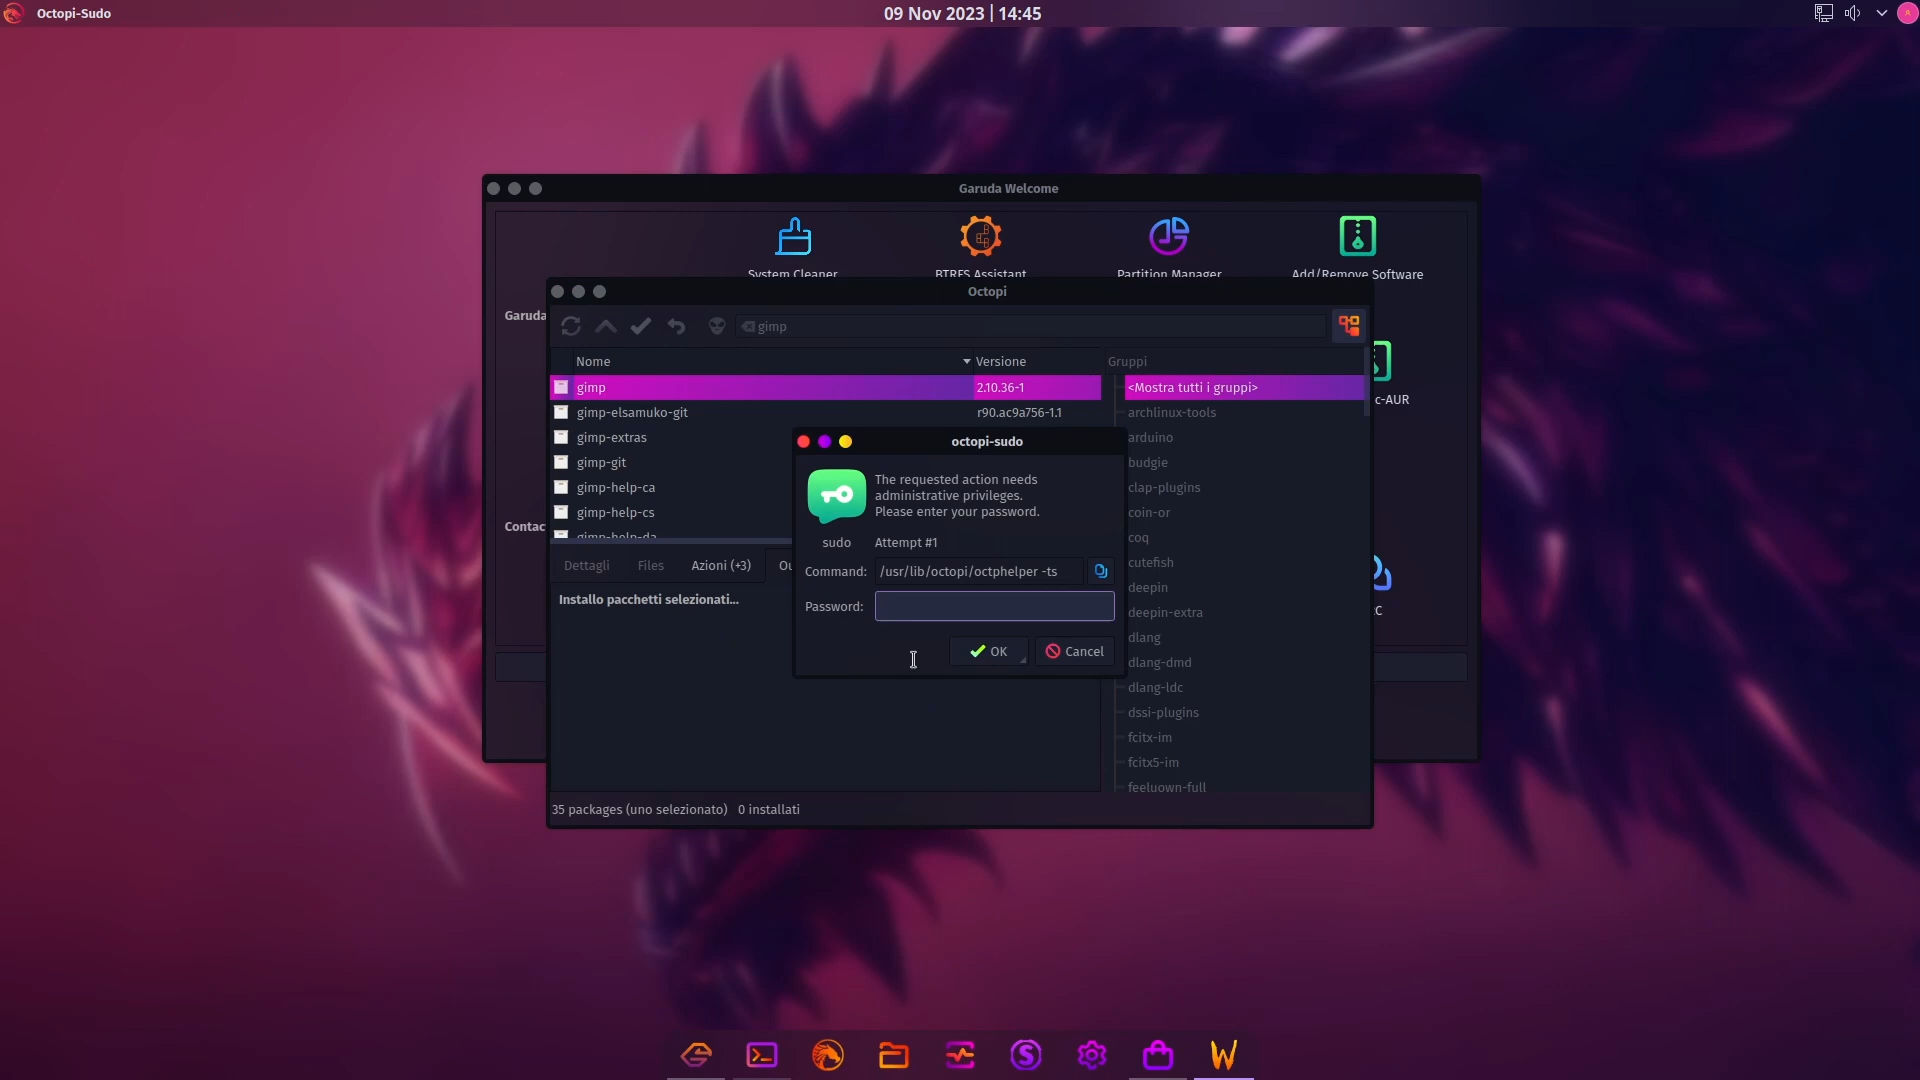 Octopi-Sudo
09 Nov 2023 | 14:45
Garuda Welcome
System Cleaner
BTRFS Assistant
Partition Manager
Add/Remove Software
Garuda
Octopi
gimp
Nome
Versione
Gruppi
gimp
2.10.36-1
<Mostra tutti i gruppi>
gimp-elsamuko-git
r90.ac9a756-1.1
archlinux-tools
c-AUR
gimp-extras
octopi-sudo
arduino
gimp-git
budgie
The requested action needs
administrative privileges.
Please enter your password.
gimp-help-ca
clap-plugins
gimp-help-cs
coin-or
Contac
gimp-help-da
coq
sudo
Attempt #1
cutefish
Dettagli
Files
Azioni (+3)
Ou
Command:
/usr/lib/octopi/octphelper -ts
deepin
Installo pacchetti selezionati...
Password:
deepin-extra
C
dlang
OK
Cancel
dlang-dmd
dlang-ldc
dssi-plugins
fcitx-im
fcitx5-im
feeluown-full
35 packages (uno selezionato) 0 installati